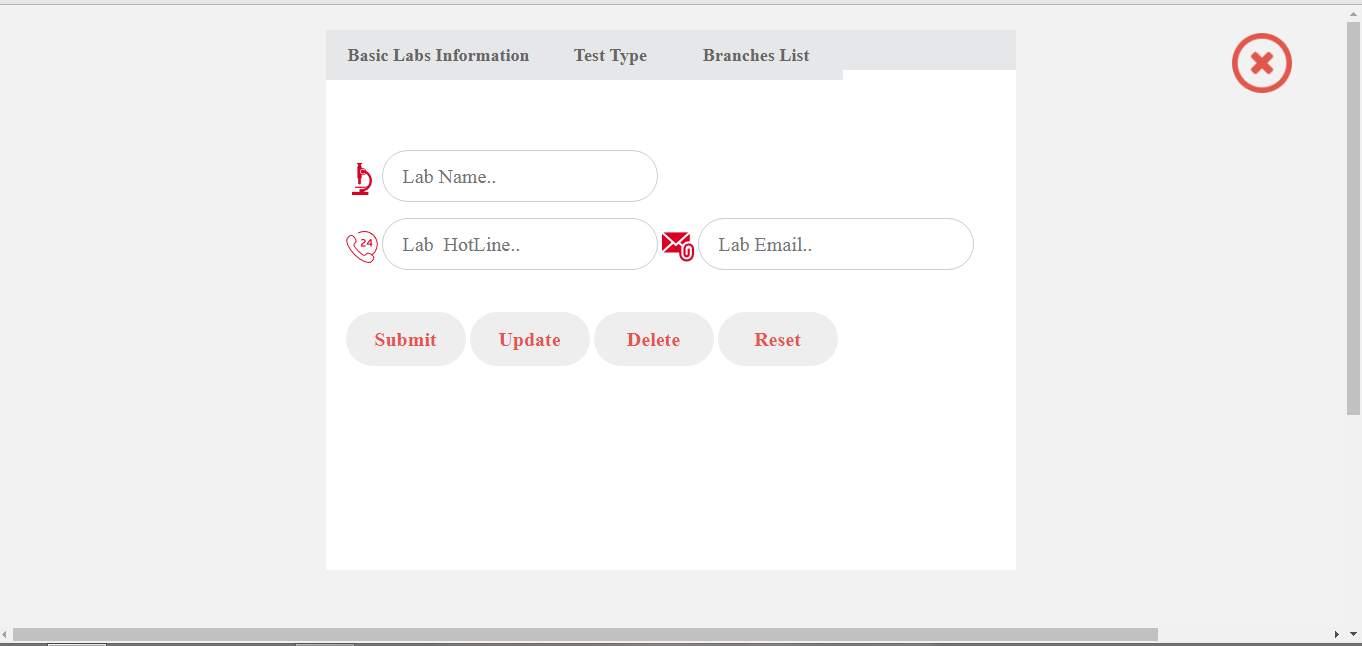 Basic Labs Information Test Type Branches List
Lab Name..
24
Lab  HotLine.. Lab Email..
Submit Update Delete Reset